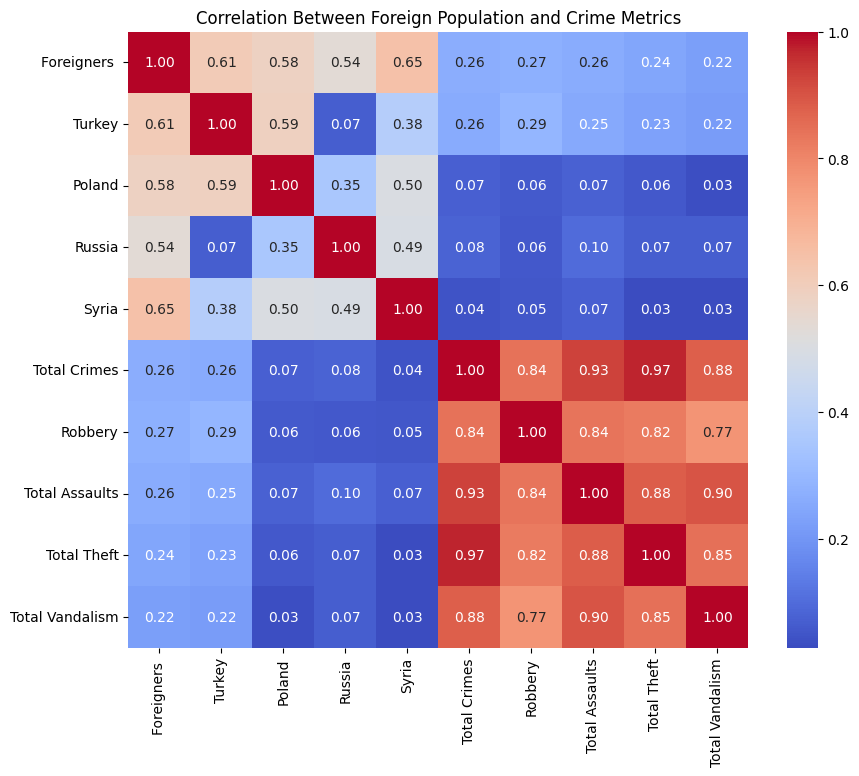 Correlation Between Foreign Population and Crime Metrics
Foreigners 1.00 0.61 0.58 0.54 0.65 0.26 0.27 0.26 0.24 0.22
Turkey 0.61 1.00 0.59 0.07 0.38 0.26 0.29 0.25 0.23 0.22
Poland 0.58 0.59 1.00 0.35 0.50 0.07 0.06 0.07 0.06 0.03
Russia 0.54 0.07 0.35 1.00 0.49 0.08 0.06 0.10 0.07 0.07
Syria 0.65 0.38 0.50 0.49 1.00 0.04 0.05 0.07 0.03 0.03
Total Crimes 0.26 0.26 0.07 0.08 0.04 1.00 0.84 0.93 0.97 0.88
Robbery 0.27 0.29 0.06 0.06 0.05 0.84 1.00 0.84 0.82 0.77
Total Assaults 0.26 0.25 0.07 0.10 0.07 0.93 0.84 1.00 0.88 0.90
Total Theft 0.24 0.23 0.06 0.07 0.03 0.97 0.82 0.88 1.00 0.85
Total Vandalism 0.22 0.22 0.03 0.07 0.03 0.88 0.77 0.90 0.85 1.00
Foreigners
Turkey
Poland
Russia
Syria
Total Crimes
Robbery
Total Assaults
Total Theft
Total Vandalism
1.0
0.8
0.6
0.4
0.2